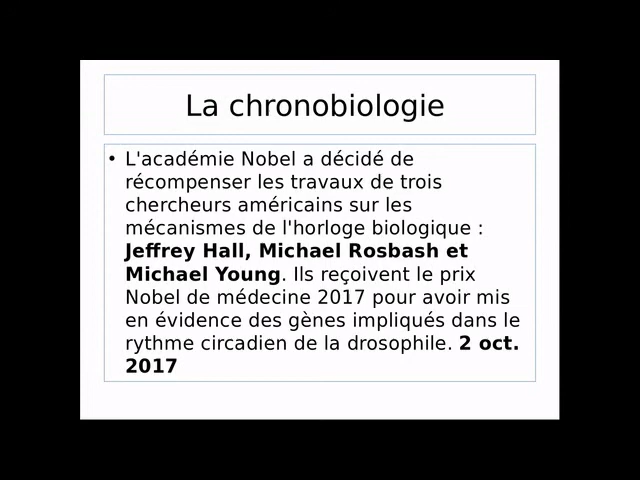 La chronobiologie
• L'académie Nobel a décidé de
récompenser les travaux de trois
chercheurs américains sur les
mécanismes de l'horloge biologique :
Jeffrey Hall, Michael Rosbash et
Michael Young. Ils reçoivent le prix
Nobel de médecine 2017 pour avoir mis
en évidence des gènes impliqués dans le
rythme circadien de la drosophile. 2 oct.
2017